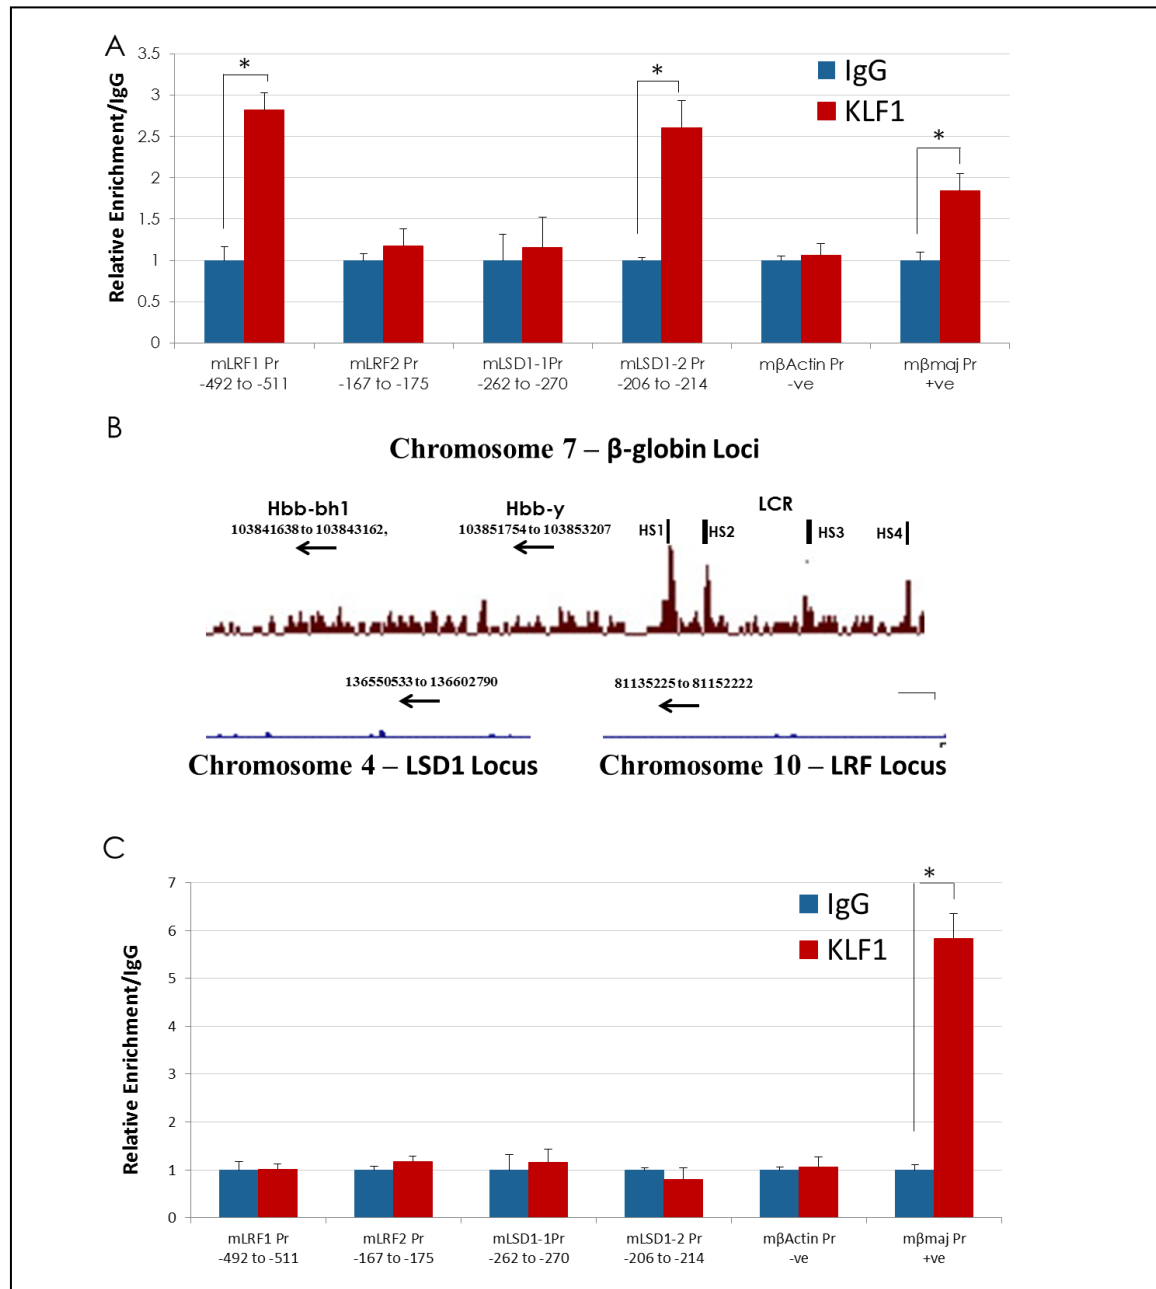 A
Relative Enrichment/IgG
3.5
3
2.5
2
1.5
1
0.5
0
*
*
*
IgG
KLF1
mLRF1 Pr
-492 to -511
mLRF2 Pr
-167 to -175
mLSD1-1Pr
-262 to -270
mLSD1-2 Pr
-206 to -214
mβActin Pr
-ve
mβmaj Pr
+ve
B
Chromosome 7 – β-globin Loci
Hbb-bh1
103841638 to 103843162,
Hbb-y
103851754 to 103853207
LCR
HS1
HS2
HS3
HS4
136550533 to 136602790
81135225 to 81152222
Chromosome 4 – LSD1 Locus
Chromosome 10 – LRF Locus
C
Relative Enrichment/IgG
7
6
5
4
3
2
1
0
*
IgG
KLF1
mLRF1 Pr
-492 to -511
mLRF2 Pr
-167 to -175
mLSD1-1Pr
-262 to -270
mLSD1-2 Pr
-206 to -214
mβActin Pr
-ve
mβmaj Pr
+ve